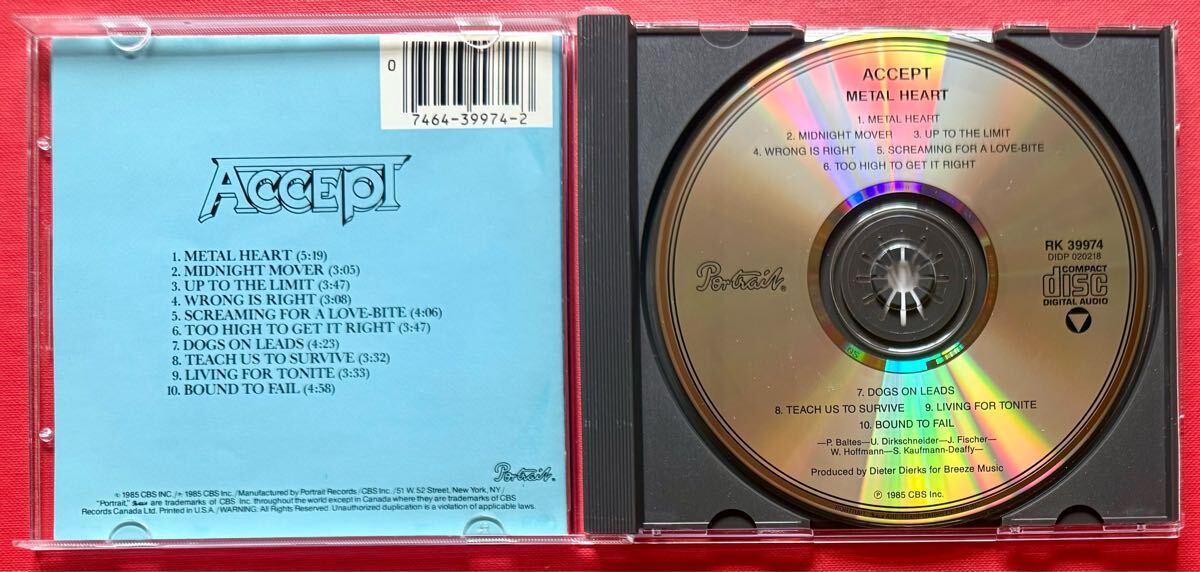 0
7464-39974-2
ACCEPT
1. METAL HEART (5:19)
2. MIDNIGHT MOVER (3:05)
3. UP TO THE LIMIT (3:47)
4. WRONG IS RIGHT (3:08)
5. SCREAMING FOR A LOVE-BITE (4:06)
6. TOO HIGH TO GET IT RIGHT (3:47)
7. DOGS ON LEADS (4:23)
8. TEACH US TO SURVIVE (3:32)
9. LIVING FOR TONITE (3:33)
10. BOUND TO FAIL (4:58)
Portrait®
© 1985 CBS INC./℗ 1985 CBS Inc./Manufactured by Portrait Records/CBS Inc./51 W. 52 Street, New York, NY/
"Portrait," are trademarks of CBS Inc. throughout the world except in Canada where they are trademarks of CBS
Records Canada Ltd. Printed in U.S.A./WARNING: All Rights Reserved. Unauthorized duplication is a violation of applicable laws.
ACCEPT
METAL HEART
1. METAL HEART
2. MIDNIGHT MOVER 3. UP TO THE LIMIT
4. WRONG IS RIGHT 5. SCREAMING FOR A LOVE-BITE
6. TOO HIGH TO GET IT RIGHT
Portrait®
RK 39974
DIDP 020218
COMPACT
disc
DIGITAL AUDIO
7. DOGS ON LEADS
8. TEACH US TO SURVIVE 9. LIVING FOR TONITE
10. BOUND TO FAIL
—P. Baltes—U. Dirkschneider—J. Fischer—
W. Hoffmann—S. Kaufmann-Deaffy—
Produced by Dieter Dierks for Breeze Music
℗ 1985 CBS Inc.